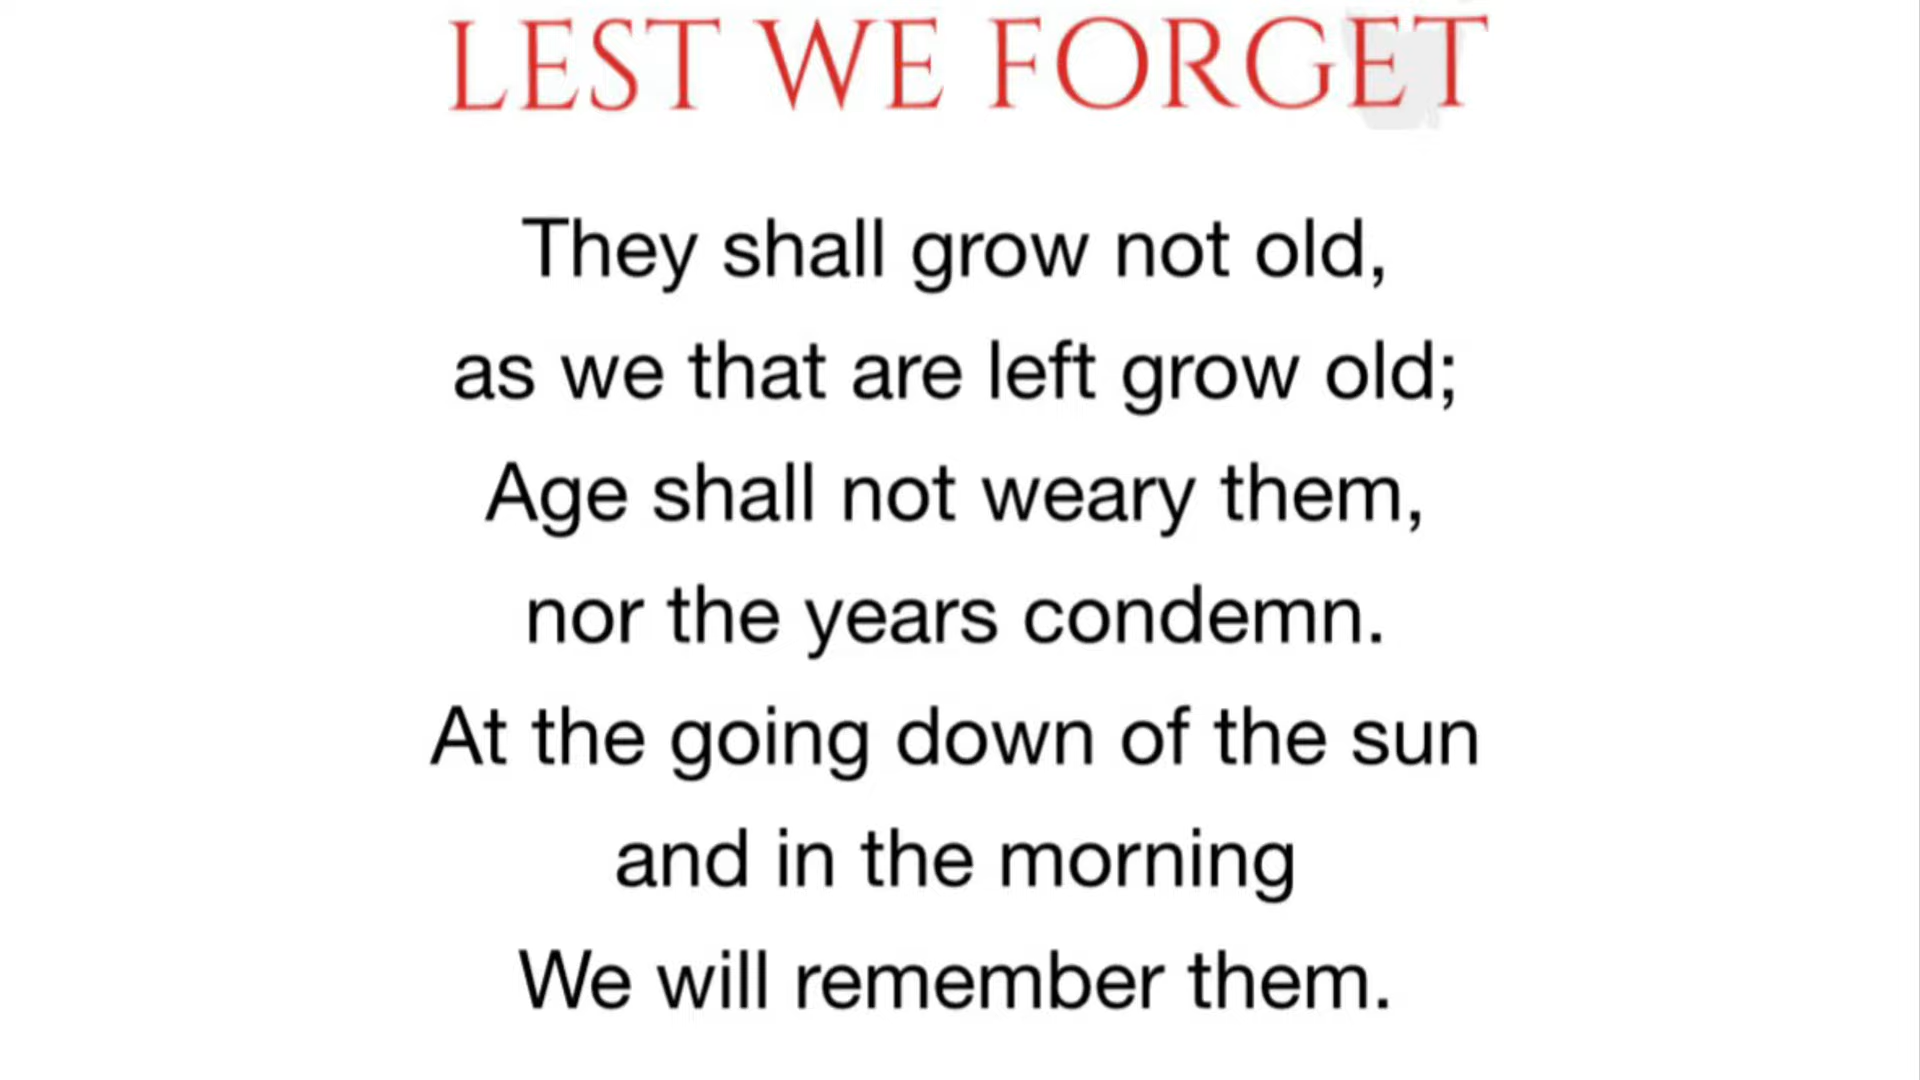 LEST WE FORGET
They shall grow not old,
as we that are left grow old;
Age shall not weary them,
nor the years condemn.
At the going down of the sun
and in the morning
We will remember them.